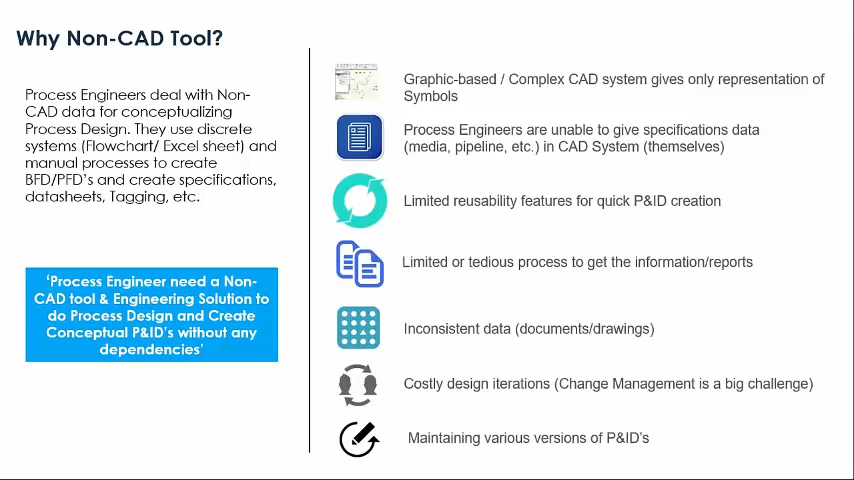 Why Non-CAD Tool?
Process Engineers deal with Non-
CAD data for conceptualizing
Process Design. They use discrete
systems (Flowchart/ Excel sheet) and
manual processes to create
BFD/PFD's and create specifications,
datasheets, Tagging, etc.
'Process Engineer need a Non-
CAD tool & Engineering Solution to
do Process Design and Create
Conceptual P&ID's without any
dependencies'
Graphic-based / Complex CAD system gives only representation of
Symbols
Process Engineers are unable to give specifications data
(media, pipeline, etc.) in CAD System (themselves)
Limited reusability features for quick P&ID creation
Limited or tedious process to get the information/reports
Inconsistent data (documents/drawings)
Costly design iterations (Change Management is a big challenge)
Maintaining various versions of P&ID's